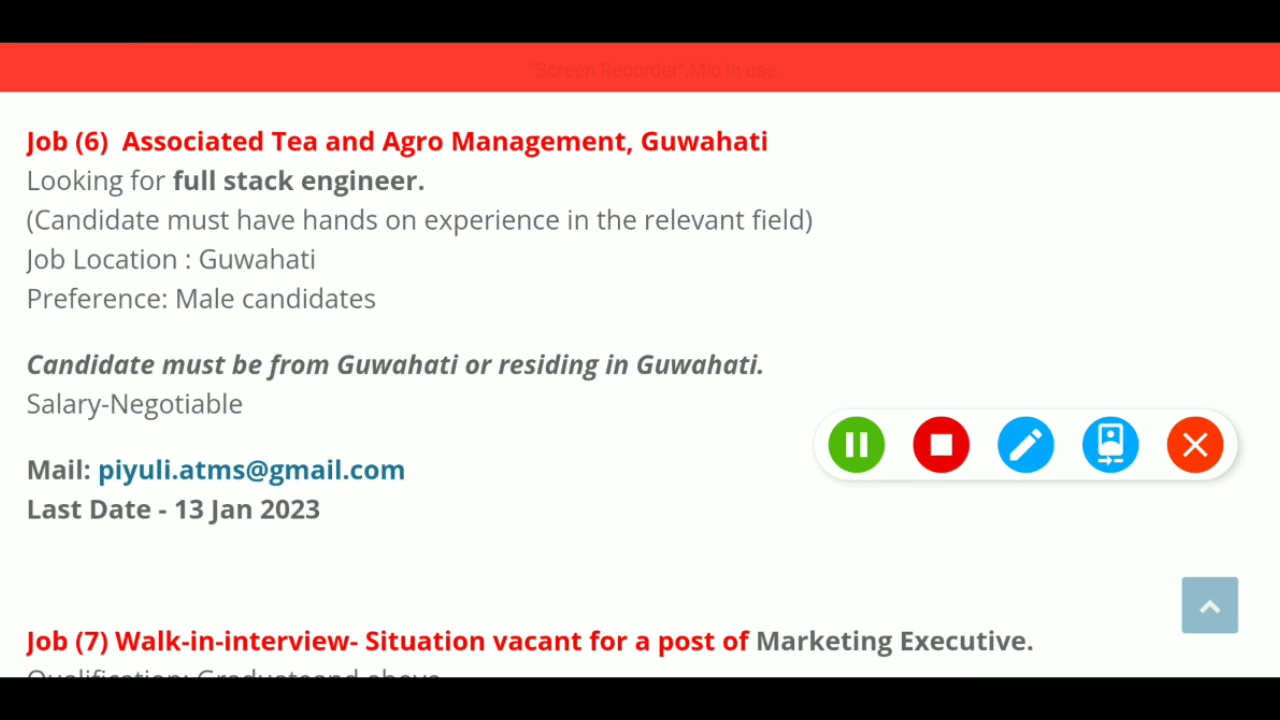 "Screen Recorder",Mic in use
Job (6)  Associated Tea and Agro Management, Guwahati
Looking for full stack engineer.
(Candidate must have hands on experience in the relevant field)
Job Location : Guwahati
Preference: Male candidates
Candidate must be from Guwahati or residing in Guwahati.
Salary-Negotiable
Mail: piyuli.atms@gmail.com
Last Date - 13 Jan 2023
Job (7) Walk-in-interview- Situation vacant for a post of Marketing Executive.
Qualification: Graduateand above